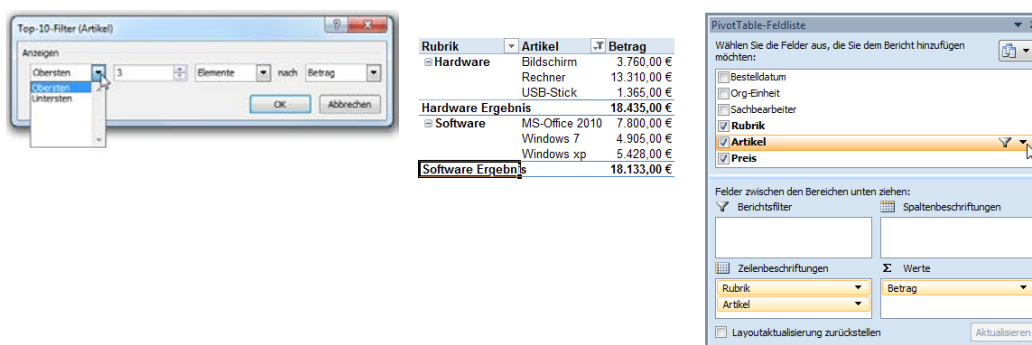 Top-10-Filter (Artikel)
Anzeigen
Obersten 3 Elemente nach Betrag
Obersten
Untersten
OK Abbrechen
Rubrik Artikel Betrag
Hardware Bildschirm 3.760,00 €
Rechner 13.310,00 €
USB-Stick 1.365,00 €
Hardware Ergebnis 18.435,00 €
Software MS-Office 2010 7.800,00 €
Windows 7 4.905,00 €
Windows xp 5.428,00 €
Software Ergebnis 18.133,00 €
PivotTable-Feldliste
Wählen Sie die Felder aus, die Sie dem Bericht hinzufügen
möchten:
Bestelldatum
Org-Einheit
Sachbearbeiter
Rubrik
Artikel
Preis
Felder zwischen den Bereichen unten ziehen:
Berichtsfilter Spaltenbeschriftungen
Zeilenbeschriftungen Σ Werte
Rubrik Betrag
Artikel
Layoutaktualisierung zurückstellen Aktualisieren